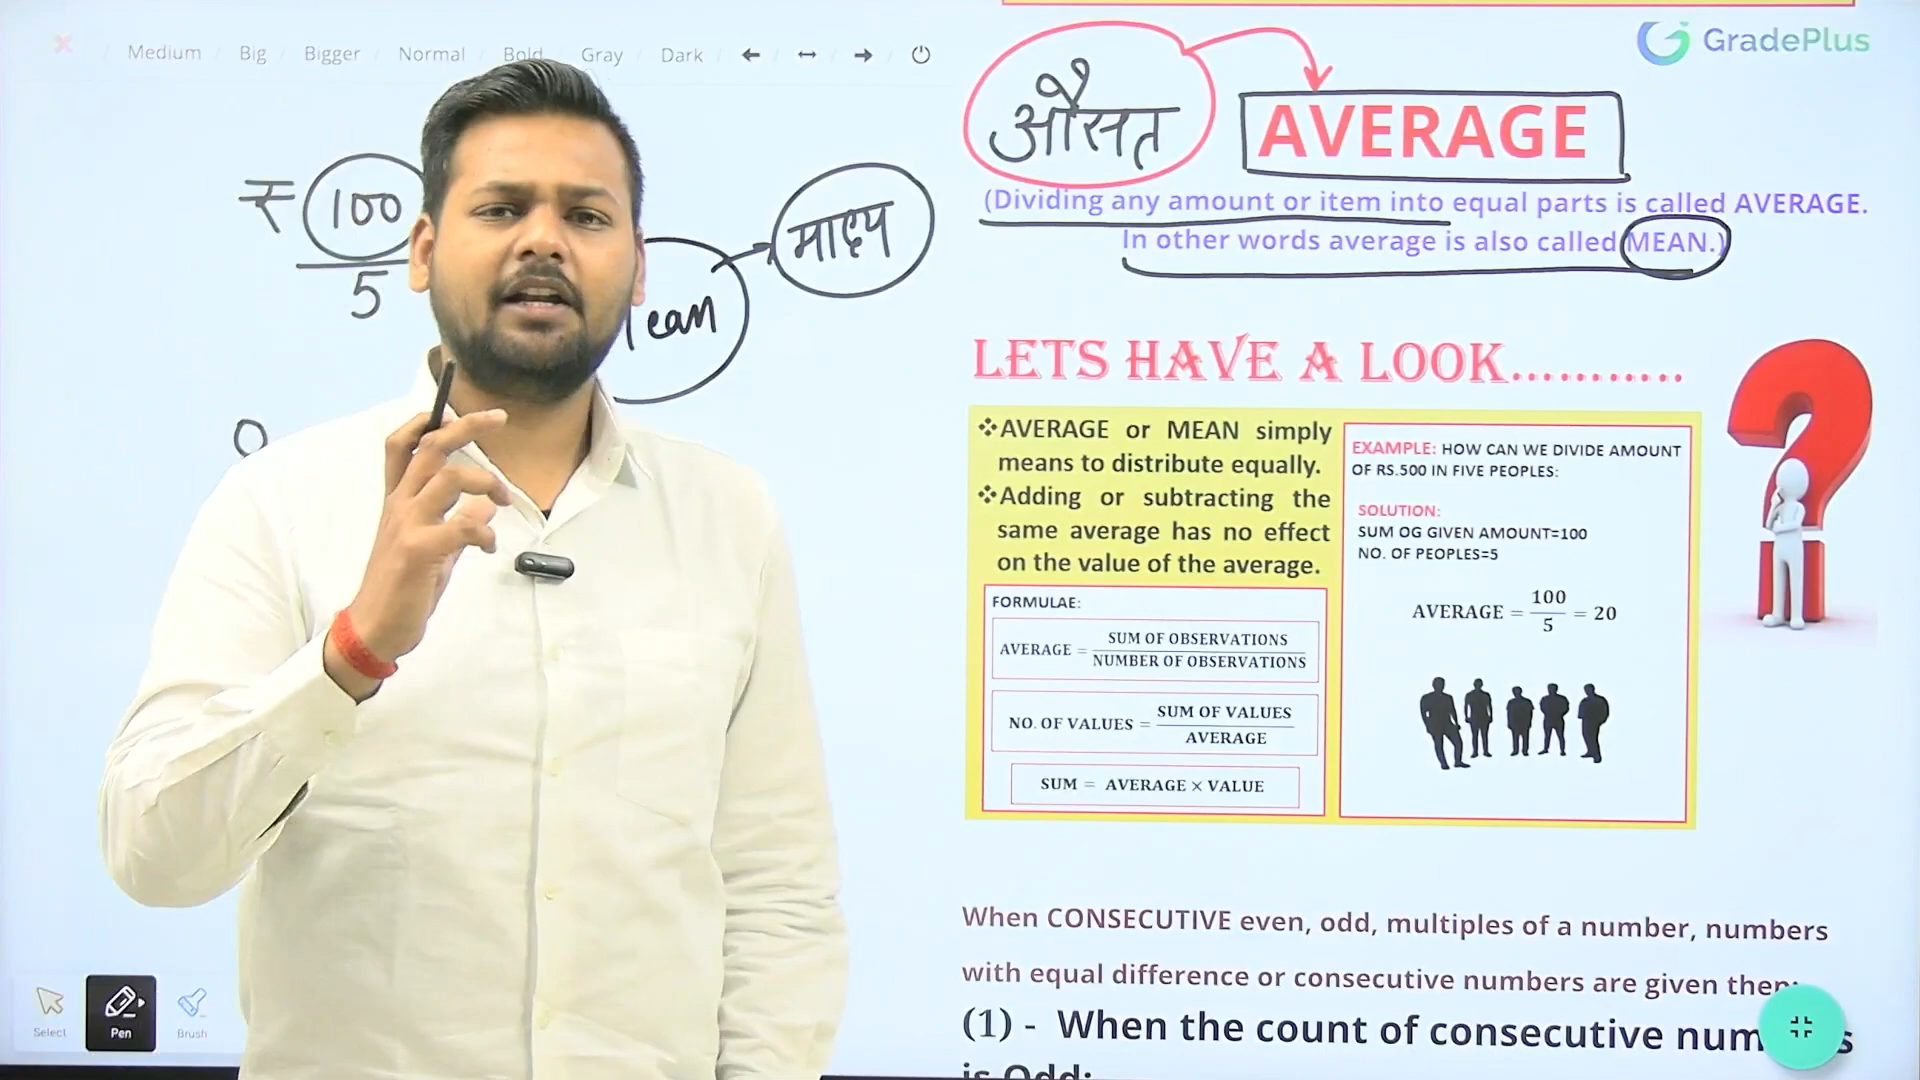 Medium / Big / Bigger / Normal / Bold / Gray / Dark
GradePlus
औसत
AVERAGE
(Dividing any amount or item into equal parts is called AVERAGE.
In other words average is also called MEAN.)
₹ 100
5
ean
LETS HAVE A LOOK...........
❖AVERAGE or MEAN simply
means to distribute equally.
❖Adding or subtracting the
same average has no effect
on the value of the average.
FORMULAE:
AVERAGE = SUM OF OBSERVATIONS
NUMBER OF OBSERVATIONS
NO. OF VALUES = SUM OF VALUES
AVERAGE
SUM = AVERAGE × VALUE
EXAMPLE: HOW CAN WE DIVIDE AMOUNT
OF RS.500 IN FIVE PEOPLES:
SOLUTION:
SUM OG GIVEN AMOUNT=100
NO. OF PEOPLES=5
AVERAGE = 100 / 5 = 20
When CONSECUTIVE even, odd, multiples of a number, numbers
with equal difference or consecutive numbers are given then:
(1) - When the count of consecutive num s
is Odd:
Select
Pen
Brush